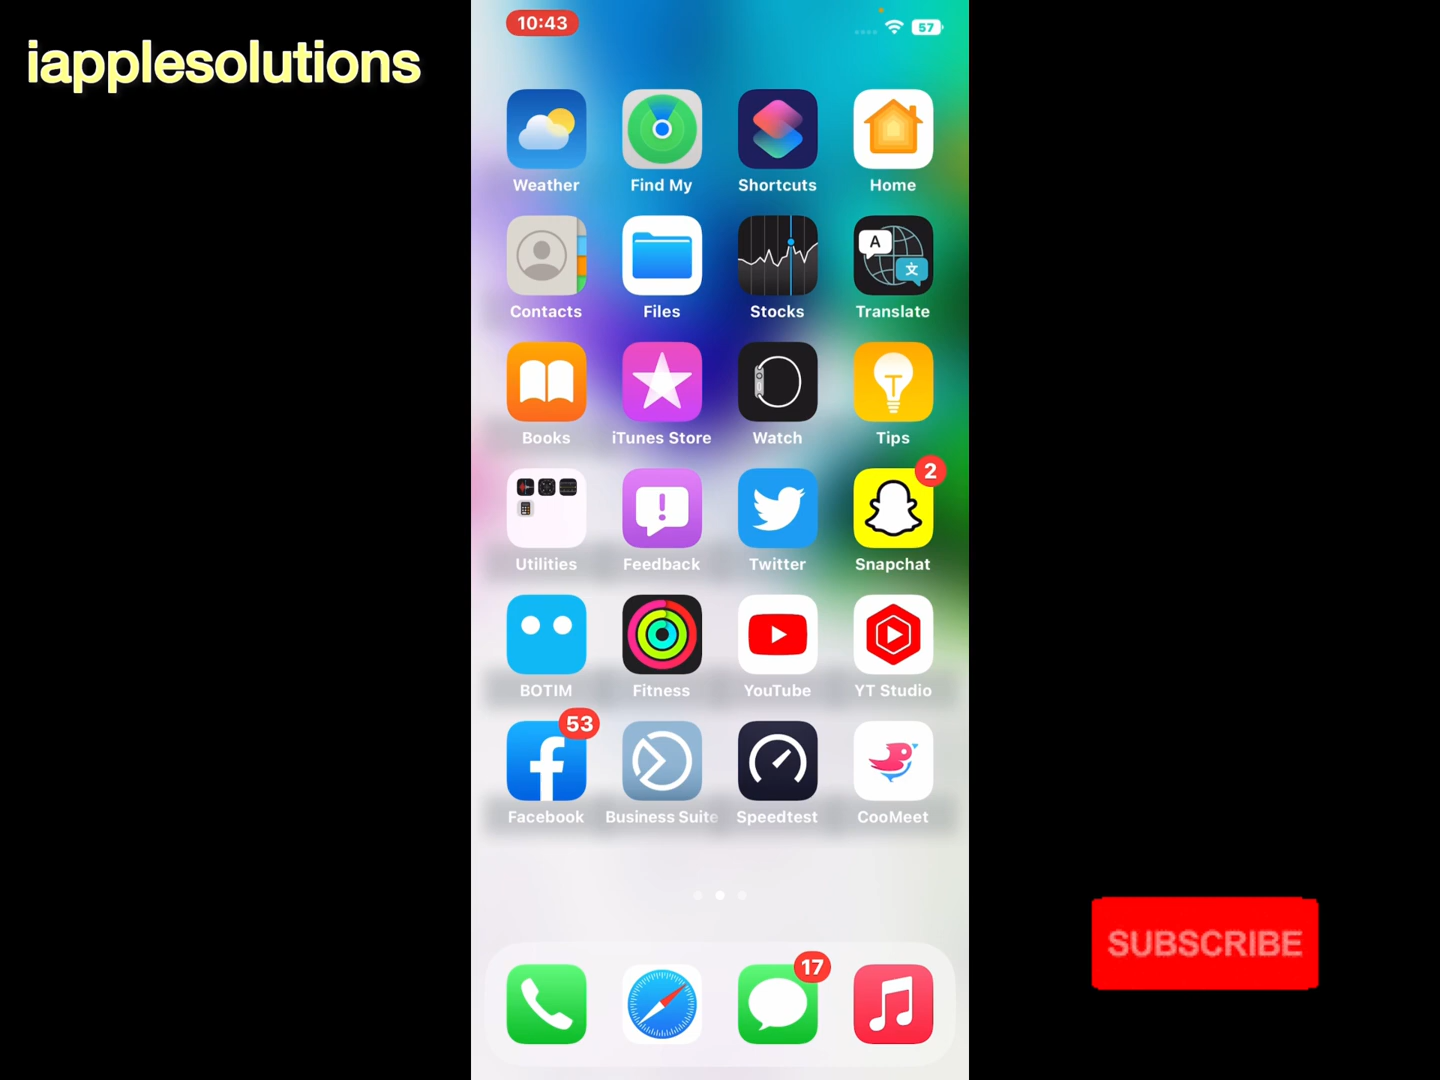 iapplesolutions
10:43
57
Weather Find My Shortcuts Home
A
文
Contacts Files Stocks Translate
Books iTunes Store Watch Tips
2
Utilities Feedback Twitter Snapchat
BOTIM Fitness YouTube YT Studio
53
Facebook Business Suite Speedtest CooMeet
SUBSCRIBE
17